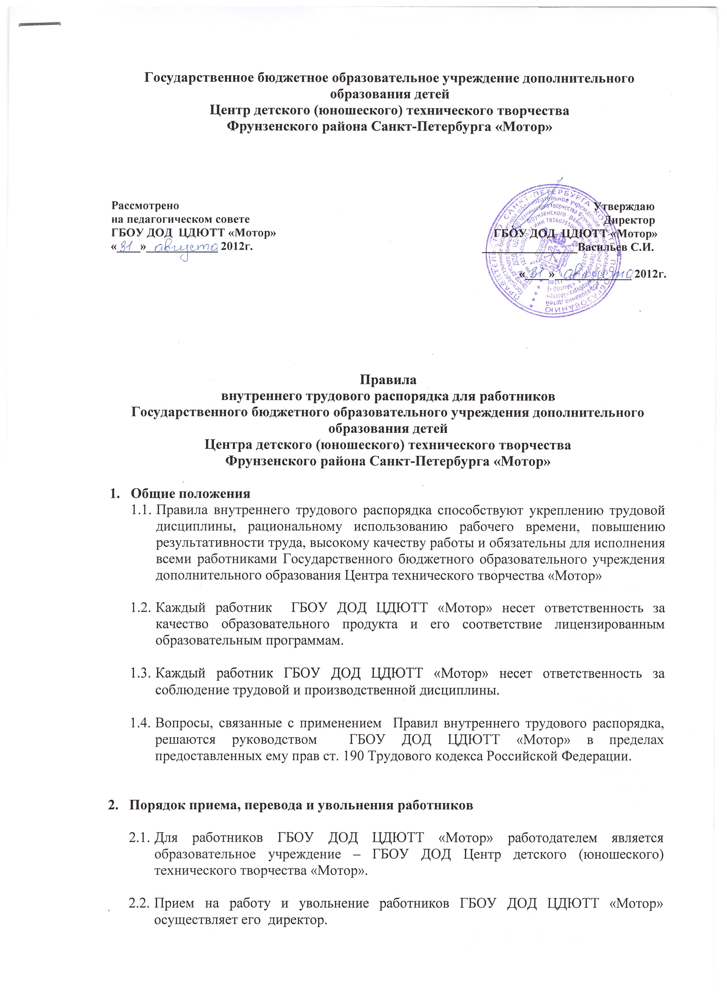 Государственное бюджетное образовательное учреждение дополнительного
образования детей
Центр детского (юношеского) технического творчества
Фрунзенского района Санкт-Петербурга «Мотор»
Рассмотрено
на педагогическом совете
ГБОУ ДОД ЦДЮТТ «Мотор»
«31» августа 2012г.
Утверждаю
Директор
ГБОУ ДОД ЦДЮТТ «Мотор»
Васильев С.И.
«31» августа 2012г.
ПРАВИТЕЛЬСТВО САНКТ-ПЕТЕРБУРГА КОМИТЕТ ПО ОБРАЗОВАНИЮ
Правила
внутреннего трудового распорядка для работников
Государственного бюджетного образовательного учреждения дополнительного
образования детей
Центра детского (юношеского) технического творчества
Фрунзенского района Санкт-Петербурга «Мотор»
1. Общие положения
1.1. Правила внутреннего трудового распорядка способствуют укреплению трудовой
дисциплины, рациональному использованию рабочего времени, повышению
результативности труда, высокому качеству работы и обязательны для исполнения
всеми работниками Государственного бюджетного образовательного учреждения
дополнительного образования Центра технического творчества «Мотор»
1.2. Каждый работник ГБОУ ДОД ЦДЮТТ «Мотор» несет ответственность за
качество образовательного продукта и его соответствие лицензированным
образовательным программам.
1.3. Каждый работник ГБОУ ДОД ЦДЮТТ «Мотор» несет ответственность за
соблюдение трудовой и производственной дисциплины.
1.4. Вопросы, связанные с применением Правил внутреннего трудового распорядка,
решаются руководством ГБОУ ДОД ЦДЮТТ «Мотор» в пределах
предоставленных ему прав ст. 190 Трудового кодекса Российской Федерации.
2. Порядок приема, перевода и увольнения работников
2.1. Для работников ГБОУ ДОД ЦДЮТТ «Мотор» работодателем является
образовательное учреждение – ГБОУ ДОД Центр детского (юношеского)
технического творчества «Мотор».
2.2. Прием на работу и увольнение работников ГБОУ ДОД ЦДЮТТ «Мотор»
осуществляет его директор.